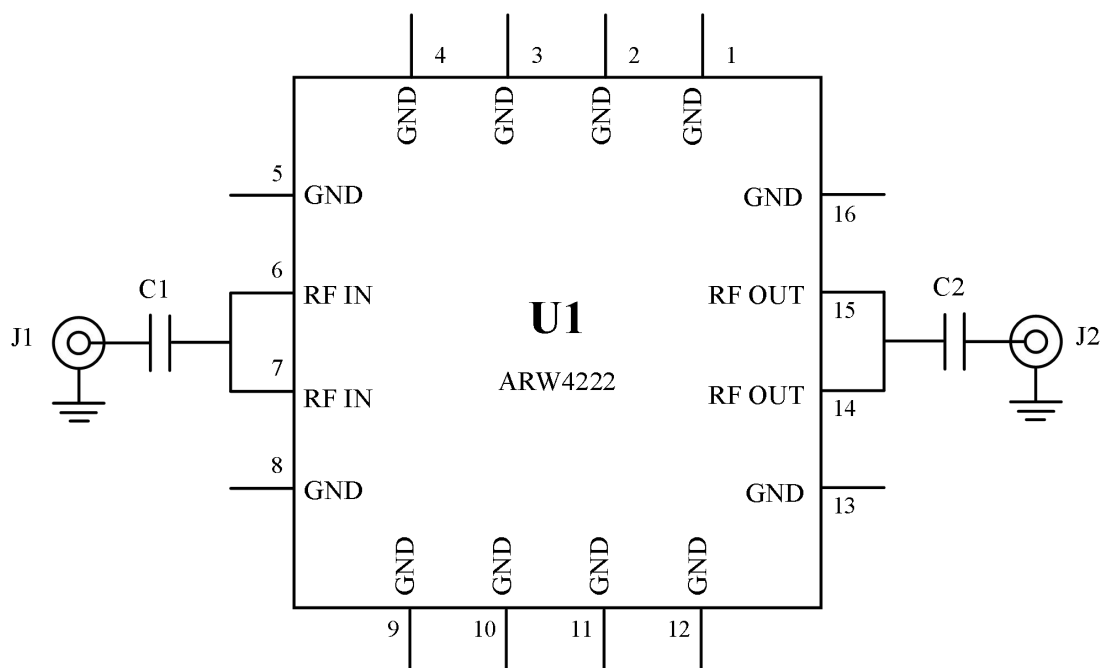 4 3 2 1
GND GND GND GND
5 GND
GND 16
6 RF IN
RF OUT 15
C1
C2
J1
U1
J2
ARW4222
7 RF IN
RF OUT 14
8 GND
GND 13
GND GND GND GND
9 10 11 12